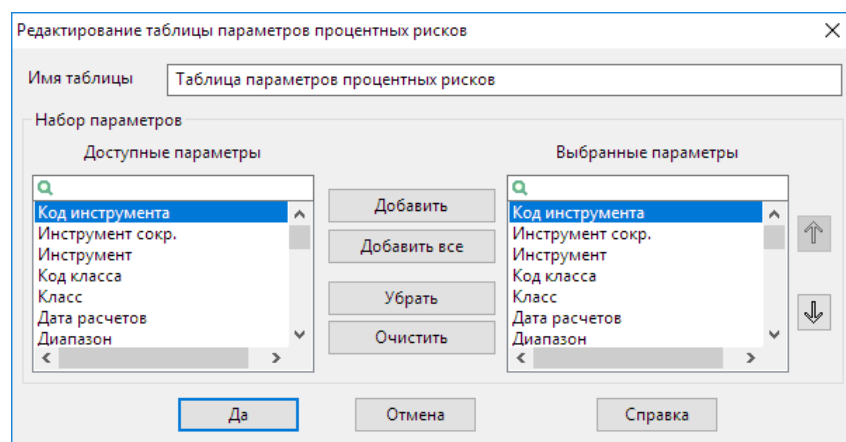 Редактирование таблицы параметров процентных рисков
Имя таблицы
Таблица параметров процентных рисков
Набор параметров
Доступные параметры
Код инструмента
Инструмент сокр.
Инструмент
Код класса
Класс
Дата расчетов
Диапазон
Добавить
Добавить все
Убрать
Очистить
Выбранные параметры
Код инструмента
Инструмент сокр.
Инструмент
Код класса
Класс
Дата расчетов
Диапазон
Да
Отмена
Справка